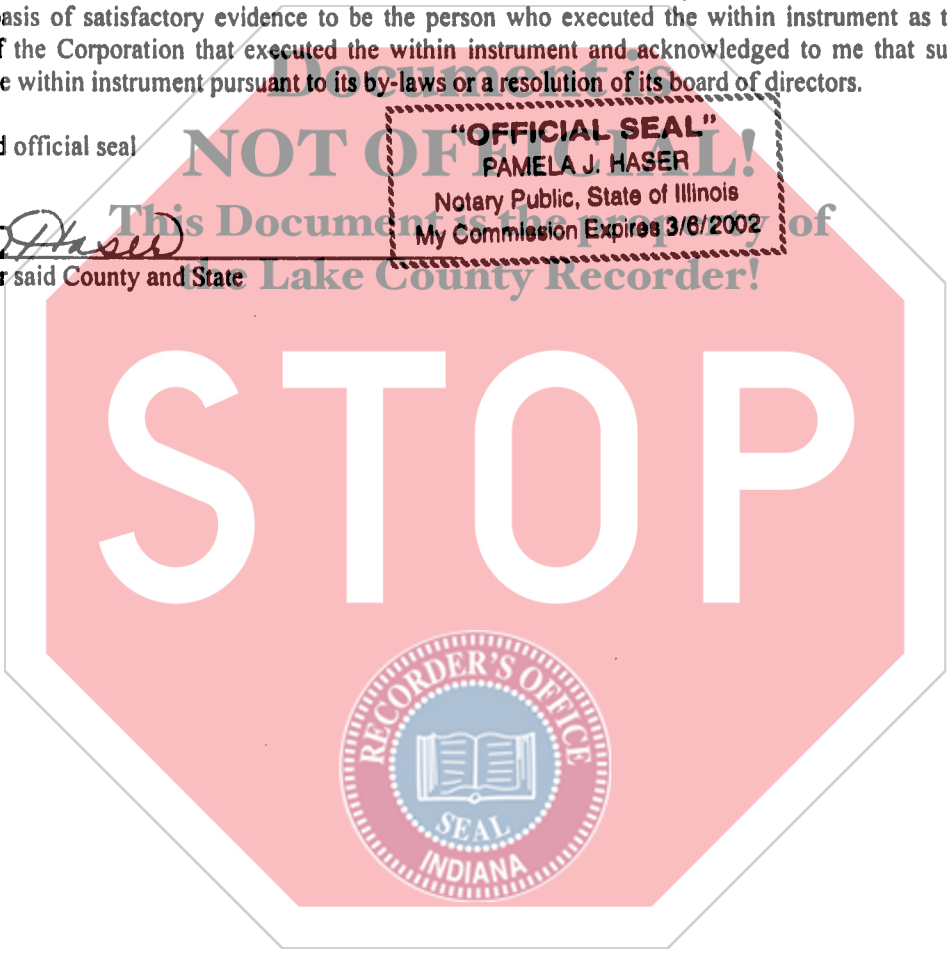 asis of satisfactory evidence to be the person who executed the within instrument as t
f the Corporation that executed the within instrument and acknowledged to me that su
e within instrument pursuant to its by-laws or a resolution of its board of directors.
Document is
NOT OFFICIAL!
This Document is the property of
the Lake County Recorder!
d official seal
"OFFICIAL SEAL"
PAMELA J. HASER
Notary Public, State of Illinois
My Commission Expires 3/6/2002
Haser
r said County and State
STOP
RECORDER'S OFFICE
SEAL
INDIANA